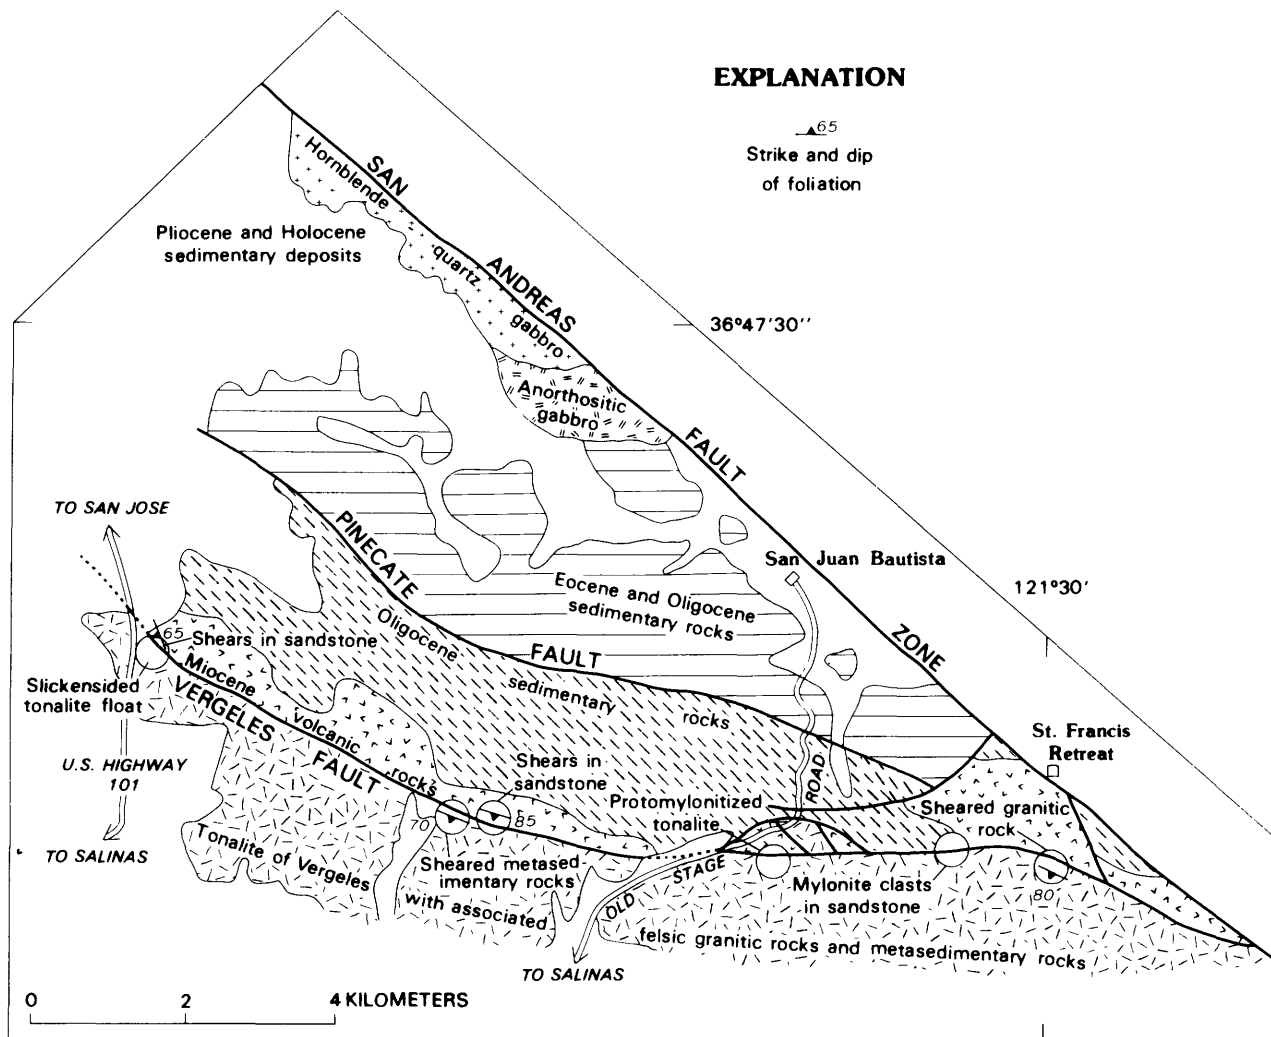 EXPLANATION
65
Strike and dip
of foliation
SAN ANDREAS FAULT ZONE
Hornblende quartz gabbro
Pliocene and Holocene
sedimentary deposits
36°47'30"
Anorthositic
gabbro
TO SAN JOSE
PINECATE FAULT
San Juan Bautista
121°30'
Eocene and Oligocene
sedimentary rocks
Oligocene sedimentary rocks
65
Shears in sandstone
Miocene volcanic rocks
VERGELES FAULT
Slickensided
tonalite float
St. Francis
Retreat
U.S. HIGHWAY
101
Shears in
sandstone
ROAD
Protomylonitized
tonalite
Sheared granitic
rock
70
85
TO SALINAS
Tonalite of Vergeles
with associated
Sheared metased-
imentary rocks
OLD STAGE
Mylonite clasts
in sandstone
80
felsic granitic rocks and metasedimentary rocks
TO SALINAS
0 2 4 KILOMETERS